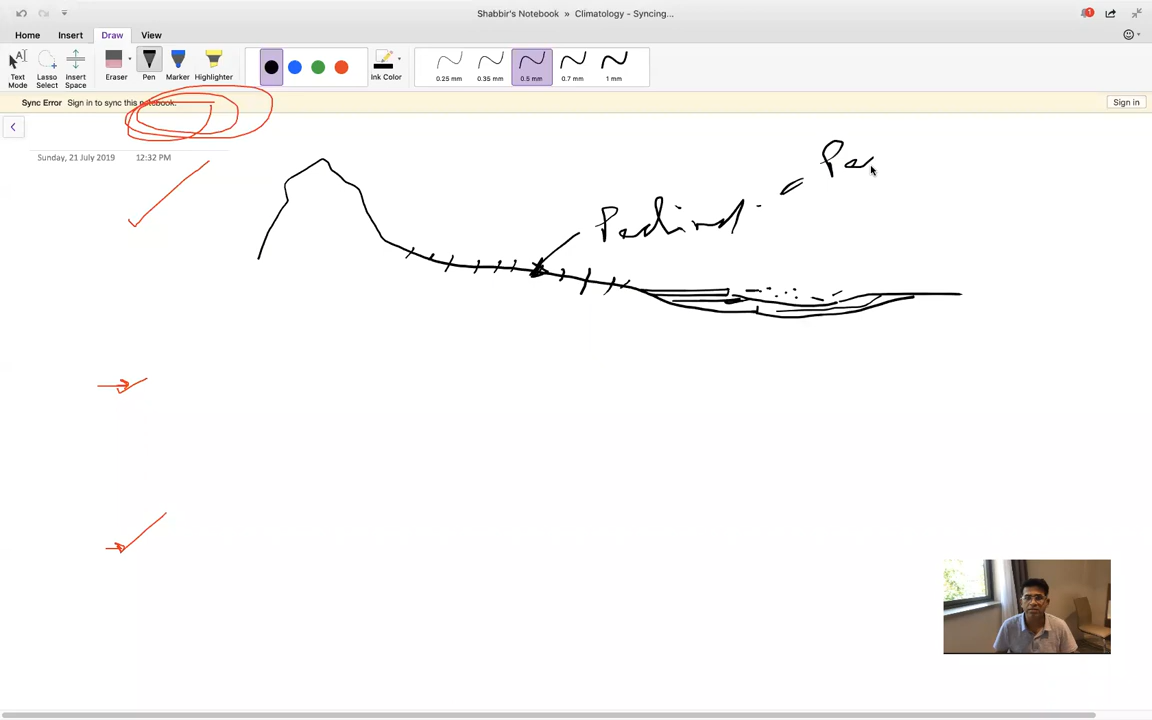 Shabbir's Notebook » Climatology - Syncing...
1
Home Insert Draw View
Text Mode
Lasso Select
Insert Space
Eraser
Pen
Marker
Highlighter
Ink Color
0.25 mm 0.35 mm 0.5 mm 0.7 mm 1 mm
Sync Error Sign in to sync this notebook. Sign in
Sunday, 21 July 2019 12:32 PM
Pe